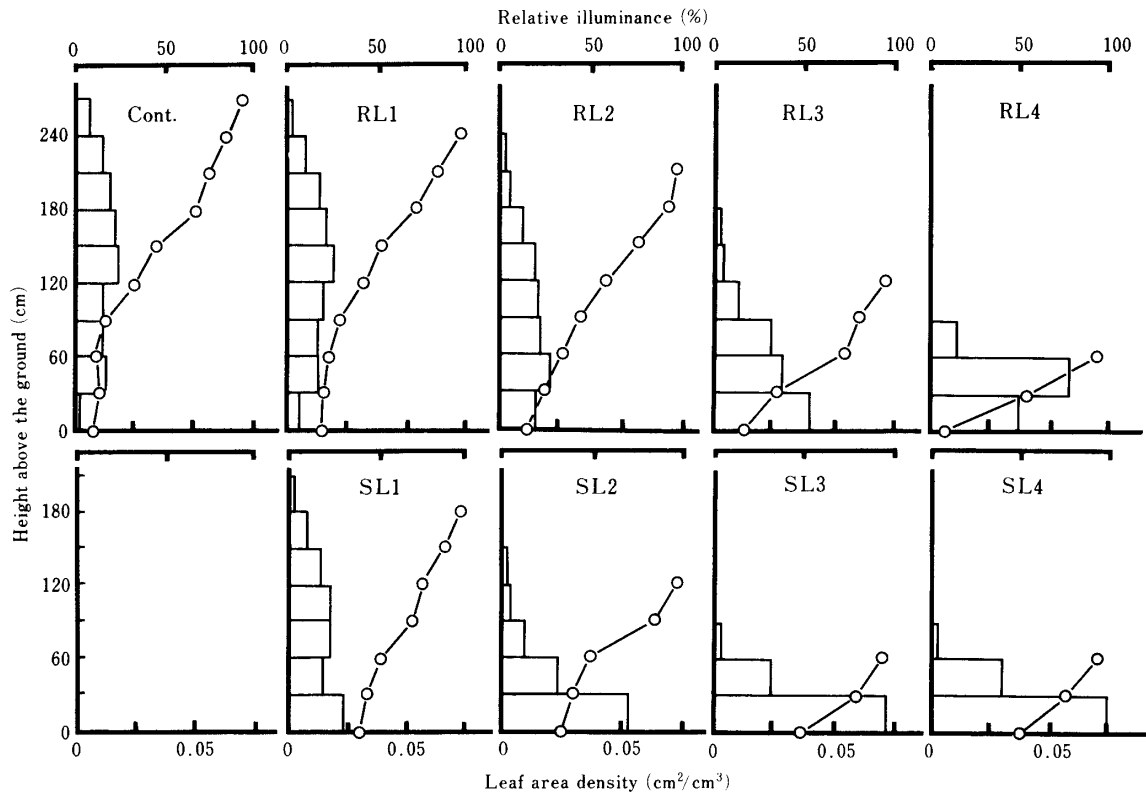 Relative illuminance (%)
0 50 100 0 50 100 0 50 100 0 50 100 0 50 100
Cont. RL1 RL2 RL3 RL4
240
180
120
60
0
Height above the ground (cm)
SL1 SL2 SL3 SL4
180
120
60
0
0 0.05 0 0.05 0 0.05 0 0.05 0 0.05
Leaf area density (cm²/cm³)